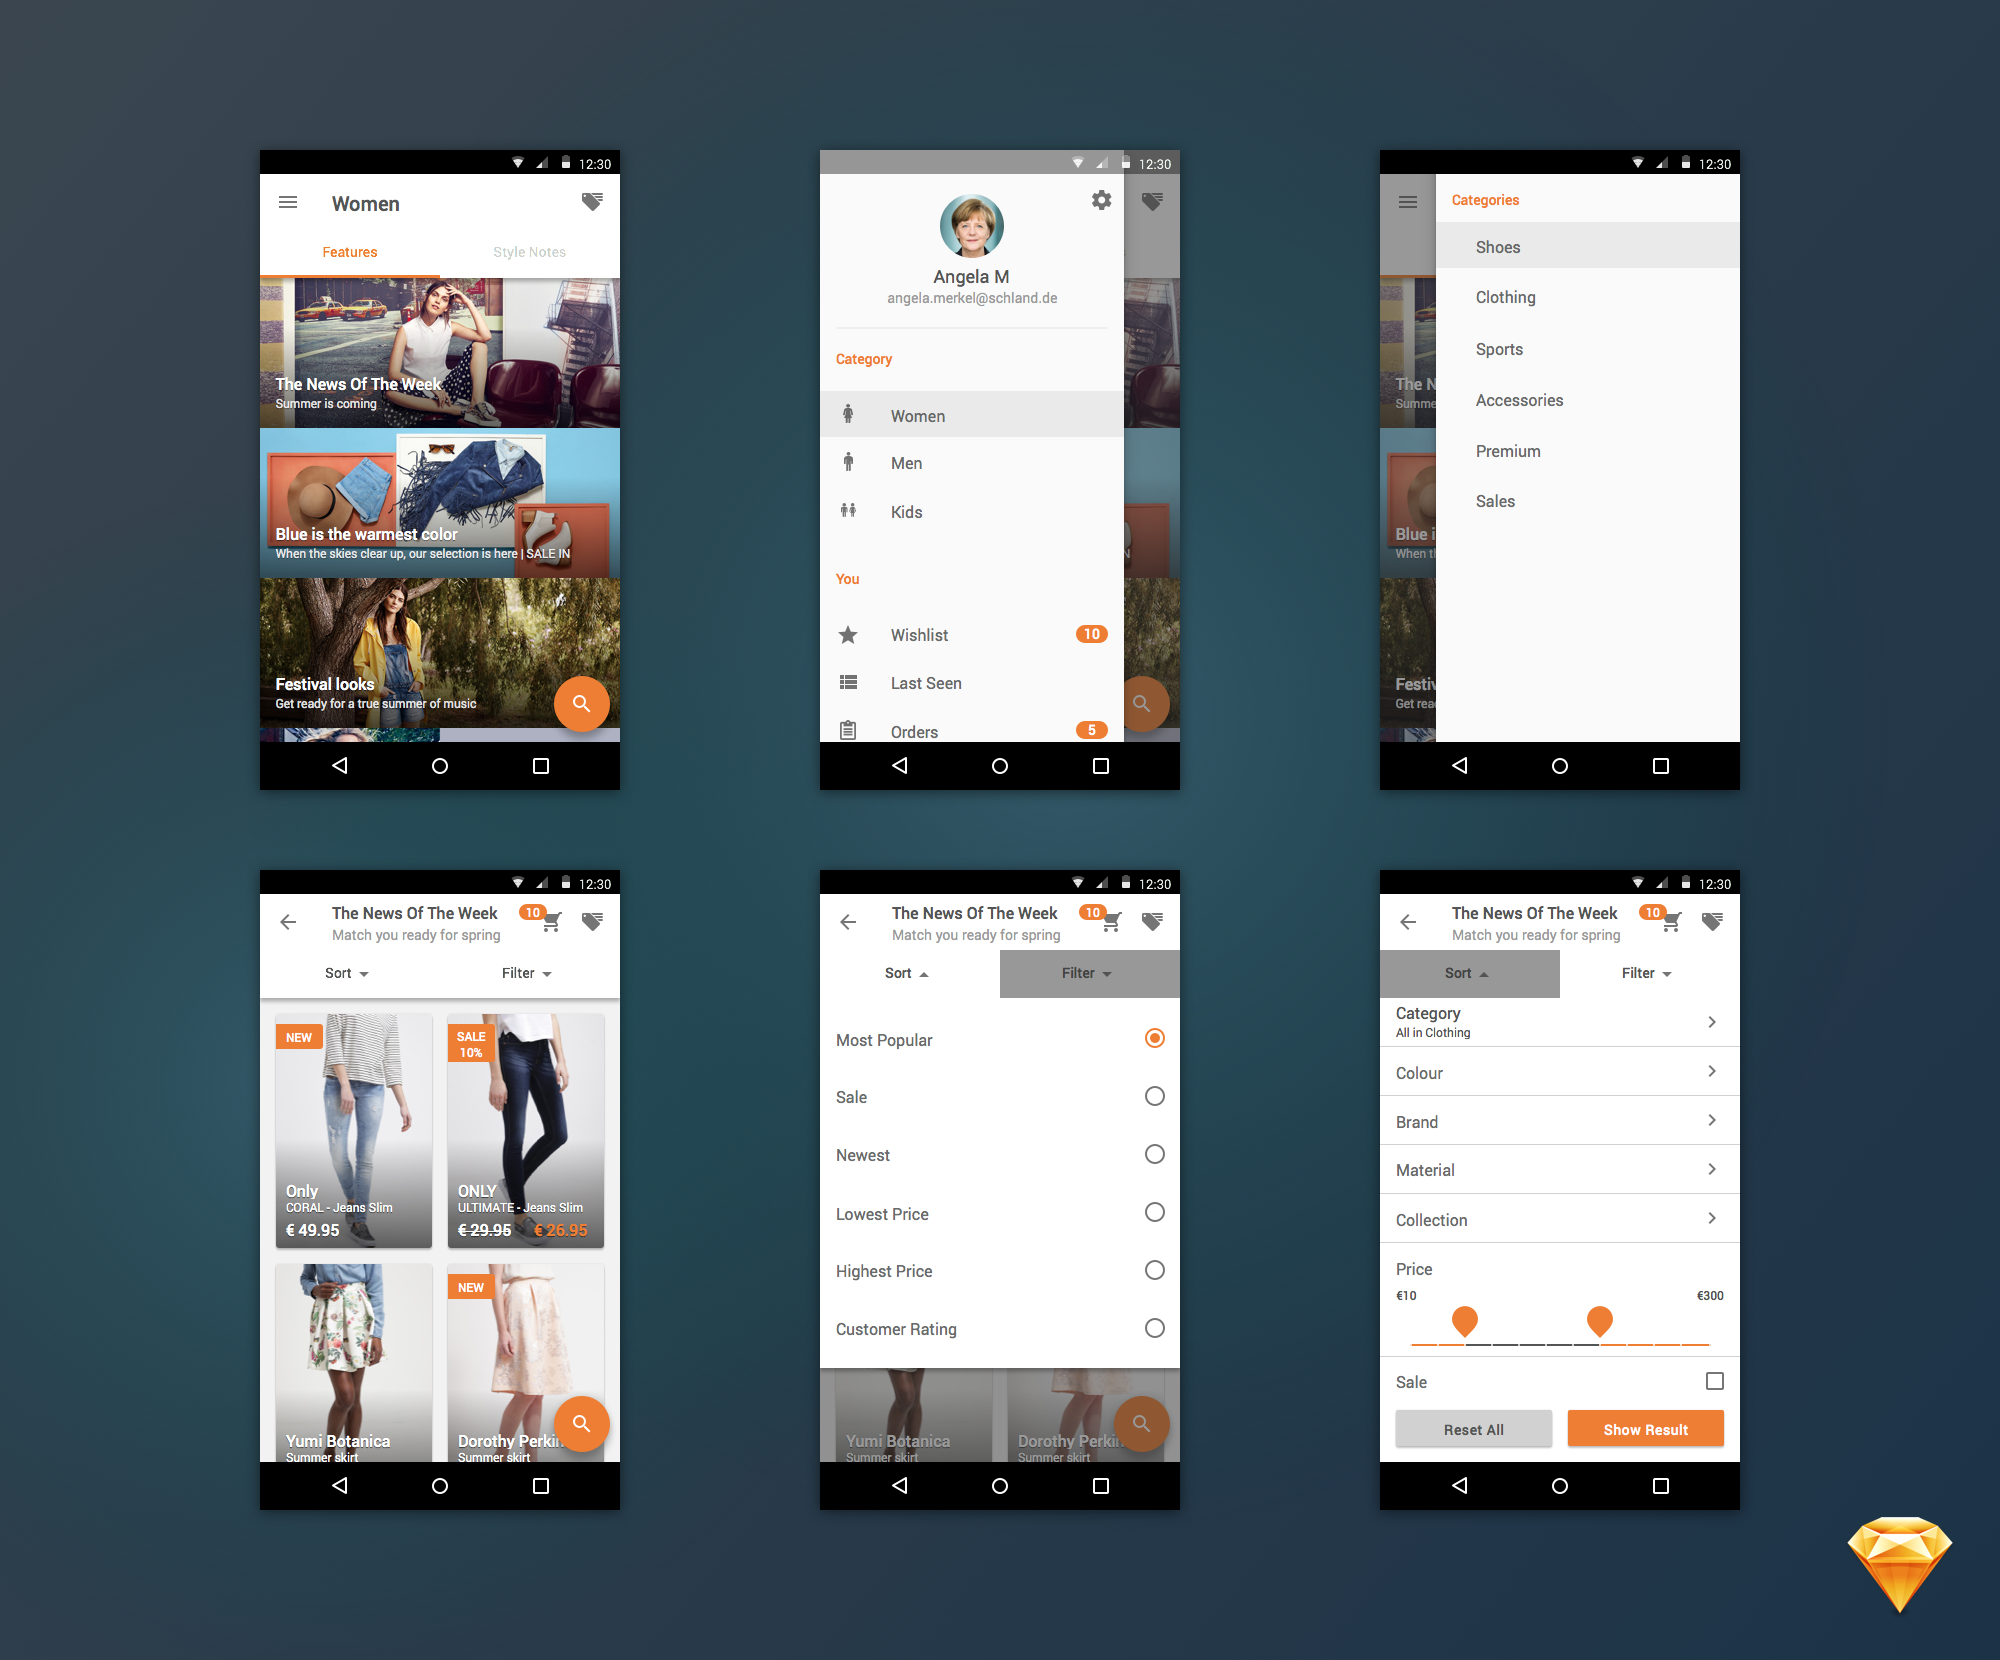 12:30
Women
Features
Style Notes
The News Of The Week
Summer is coming
Blue is the warmest color
When the skies clear up, our selection is here | SALE IN
Festival looks
Get ready for a true summer of music
12:30
Angela M
angela.merkel@schland.de
Category
Women
Men
Kids
You
Wishlist
10
Last Seen
Orders
5
N
12:30
Categories
Shoes
Clothing
Sports
Accessories
Premium
Sales
The N
Summe
Blue i
When tl
Festiv
Get rea
12:30
The News Of The Week
10
Match you ready for spring
Sort
Filter
NEW
Only
CORAL - Jeans Slim
€ 49.95
SALE
10%
ONLY
ULTIMATE - Jeans Slim
€ 29.95 € 26.95
Yumi Botanica
Summer skirt
NEW
Dorothy Perkin
Summer skirt
12:30
The News Of The Week
10
Match you ready for spring
Sort
Filter
Most Popular
Sale
Newest
Lowest Price
Highest Price
Customer Rating
Yumi Botanica
Summer skirt
Dorothy Perkin
Summer skirt
12:30
The News Of The Week
10
Match you ready for spring
Sort
Filter
Category
All in Clothing
Colour
Brand
Material
Collection
Price
€10
€300
Sale
Reset All
Show Result